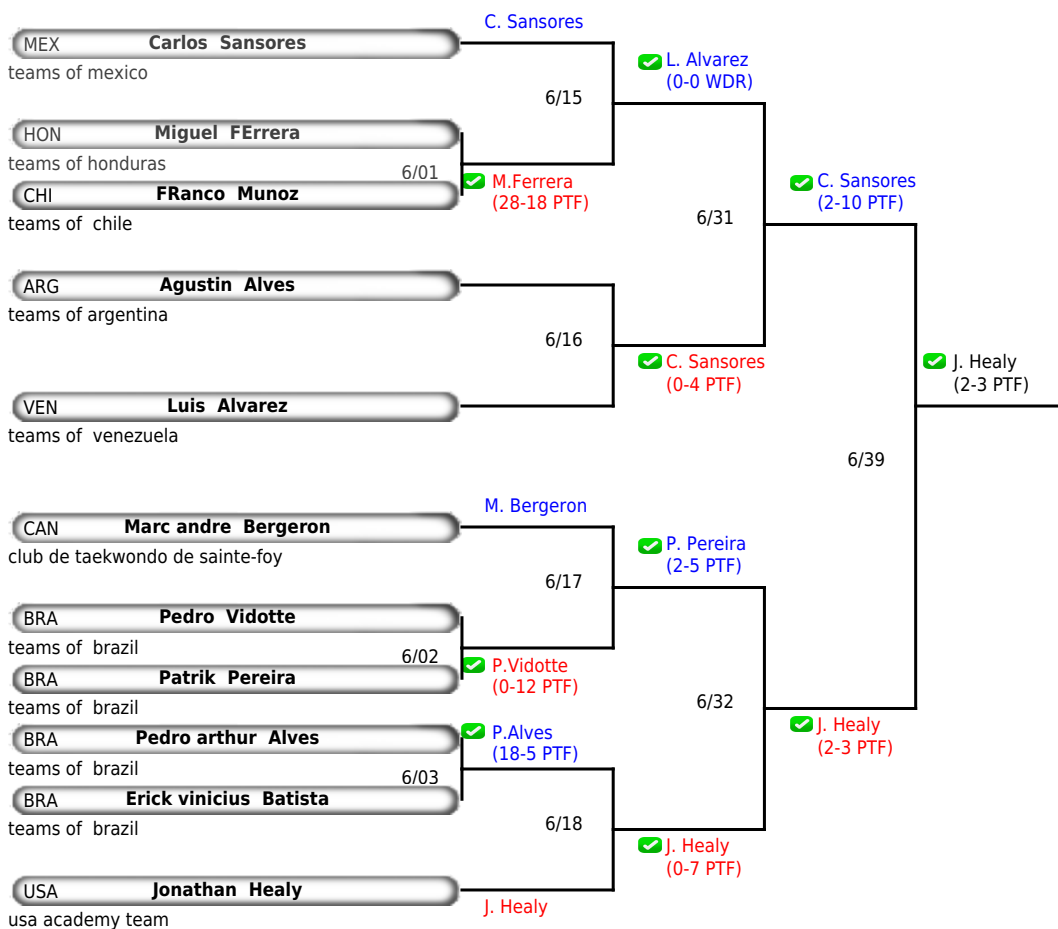 C. Sansores
MEX Carlos Sansores
teams of mexico
L. Alvarez
(0-0 WDR)
6/15
HON Miguel FErrera
teams of honduras
6/01
M.Ferrera
(28-18 PTF)
CHI FRanco Munoz
teams of chile
C. Sansores
(2-10 PTF)
6/31
ARG Agustin Alves
teams of argentina
6/16
C. Sansores
(0-4 PTF)
J. Healy
(2-3 PTF)
VEN Luis Alvarez
teams of venezuela
6/39
M. Bergeron
CAN Marc andre Bergeron
club de taekwondo de sainte-foy
P. Pereira
(2-5 PTF)
6/17
BRA Pedro Vidotte
teams of brazil
6/02
P.Vidotte
(0-12 PTF)
BRA Patrik Pereira
teams of brazil
6/32
BRA Pedro arthur Alves
teams of brazil
P.Alves
(18-5 PTF)
J. Healy
(2-3 PTF)
6/03
BRA Erick vinicius Batista
teams of brazil
6/18
J. Healy
(0-7 PTF)
USA Jonathan Healy
usa academy team
J. Healy